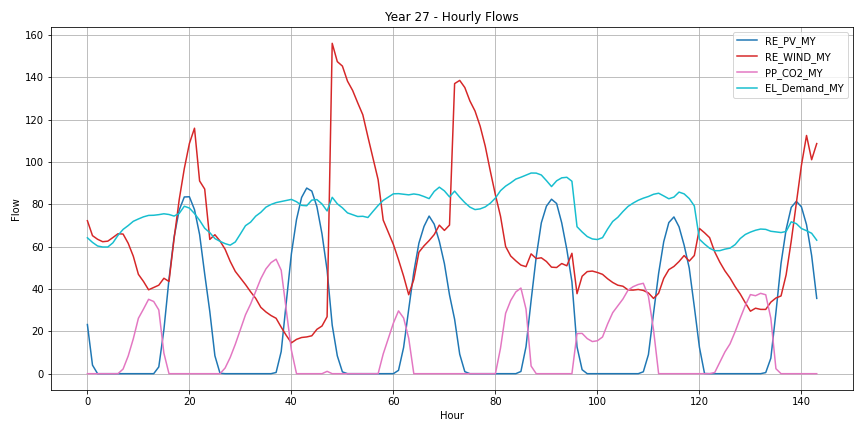 Year 27 - Hourly Flows
RE_PV_MY
RE_WIND_MY
PP_CO2_MY
EL_Demand_MY
160
140
120
100
80
60
40
20
0
Flow
0 20 40 60 80 100 120 140
Hour